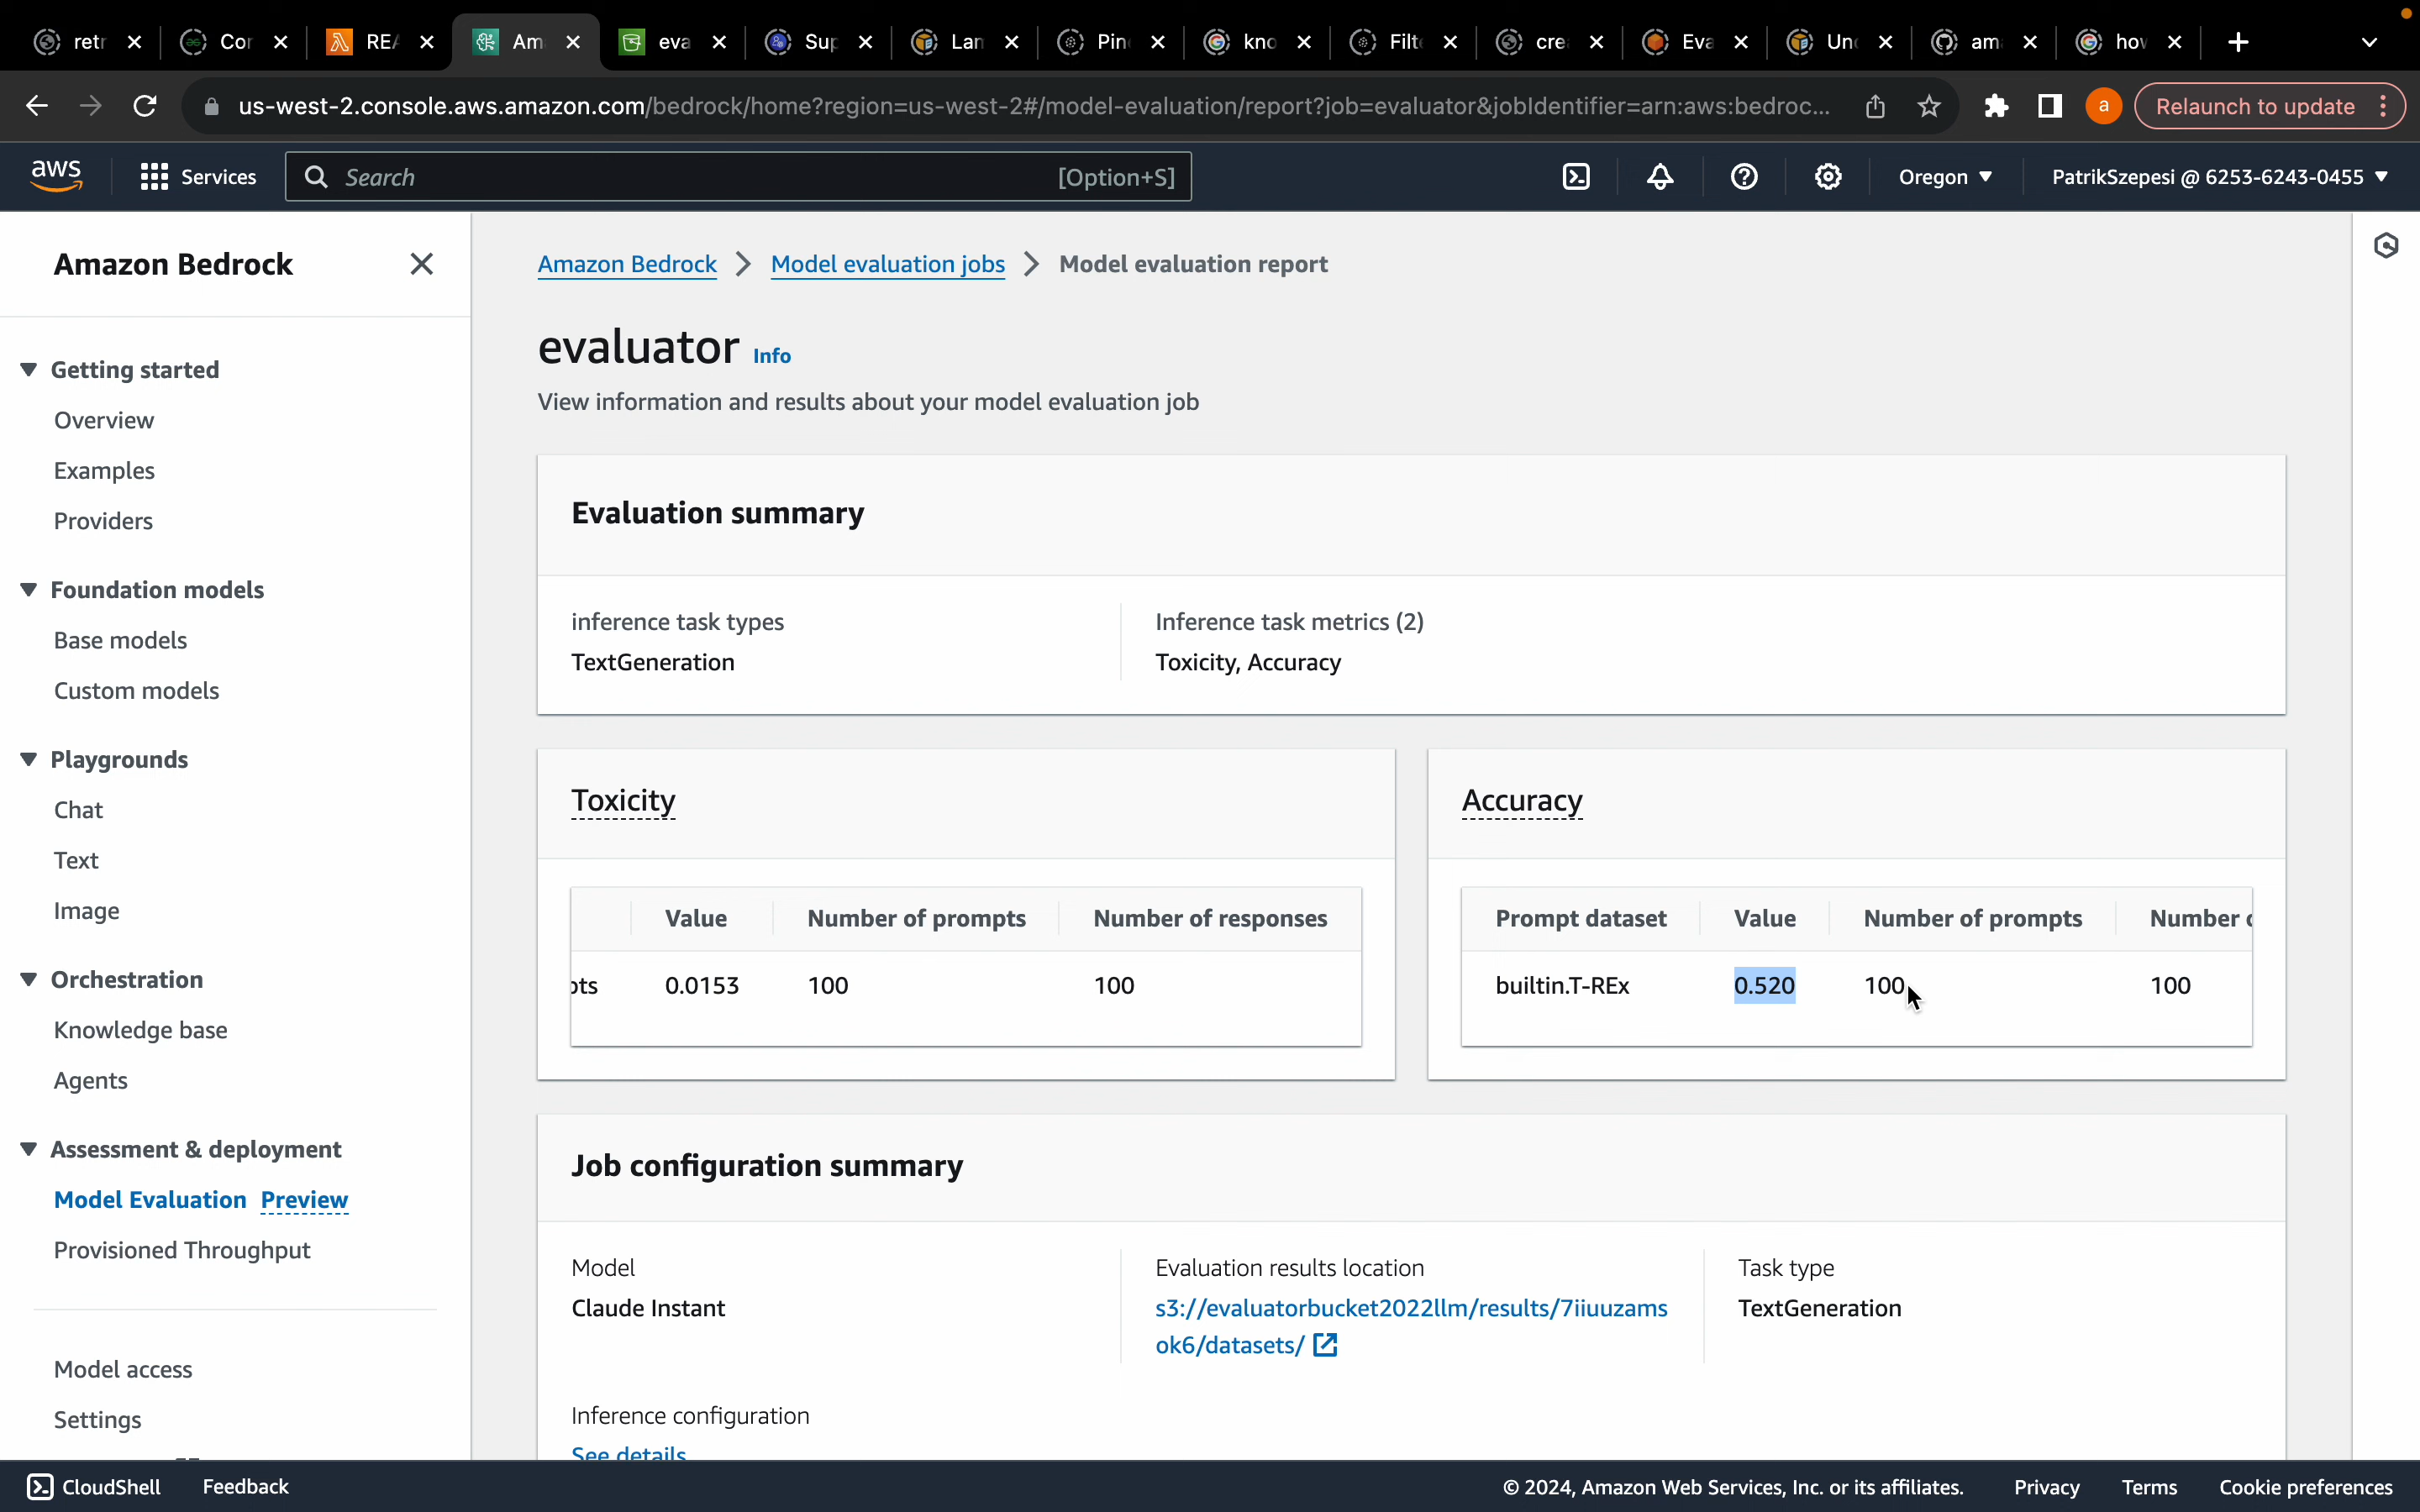 retr
Cor
REA
Am
eva
Sup
Lan
Pin
kno
Filt
cre
Eva
Un
am
how
us-west-2.console.aws.amazon.com/bedrock/home?region=us-west-2#/model-evaluation/report?job=evaluator&jobIdentifier=arn:aws:bedroc...
a
Relaunch to update
aws
Services
Search
[Option+S]
Oregon
PatrikSzepesi @ 6253-6243-0455
Amazon Bedrock
Getting started
Overview
Examples
Providers
Foundation models
Base models
Custom models
Playgrounds
Chat
Text
Image
Orchestration
Knowledge base
Agents
Assessment & deployment
Model Evaluation Preview
Provisioned Throughput
Model access
Settings
Amazon Bedrock > Model evaluation jobs > Model evaluation report
evaluator Info
View information and results about your model evaluation job
Evaluation summary
inference task types
TextGeneration
Inference task metrics (2)
Toxicity, Accuracy
Toxicity
Value Number of prompts Number of responses
pts 0.0153 100 100
Accuracy
Prompt dataset Value Number of prompts Number
builtin.T-REx 0.520 100 100
Job configuration summary
Model
Claude Instant
Evaluation results location
s3://evaluatorbucket2022llm/results/7iiuuzams
ok6/datasets/
Task type
TextGeneration
Inference configuration
See details
CloudShell
Feedback
© 2024, Amazon Web Services, Inc. or its affiliates.
Privacy
Terms
Cookie preferences